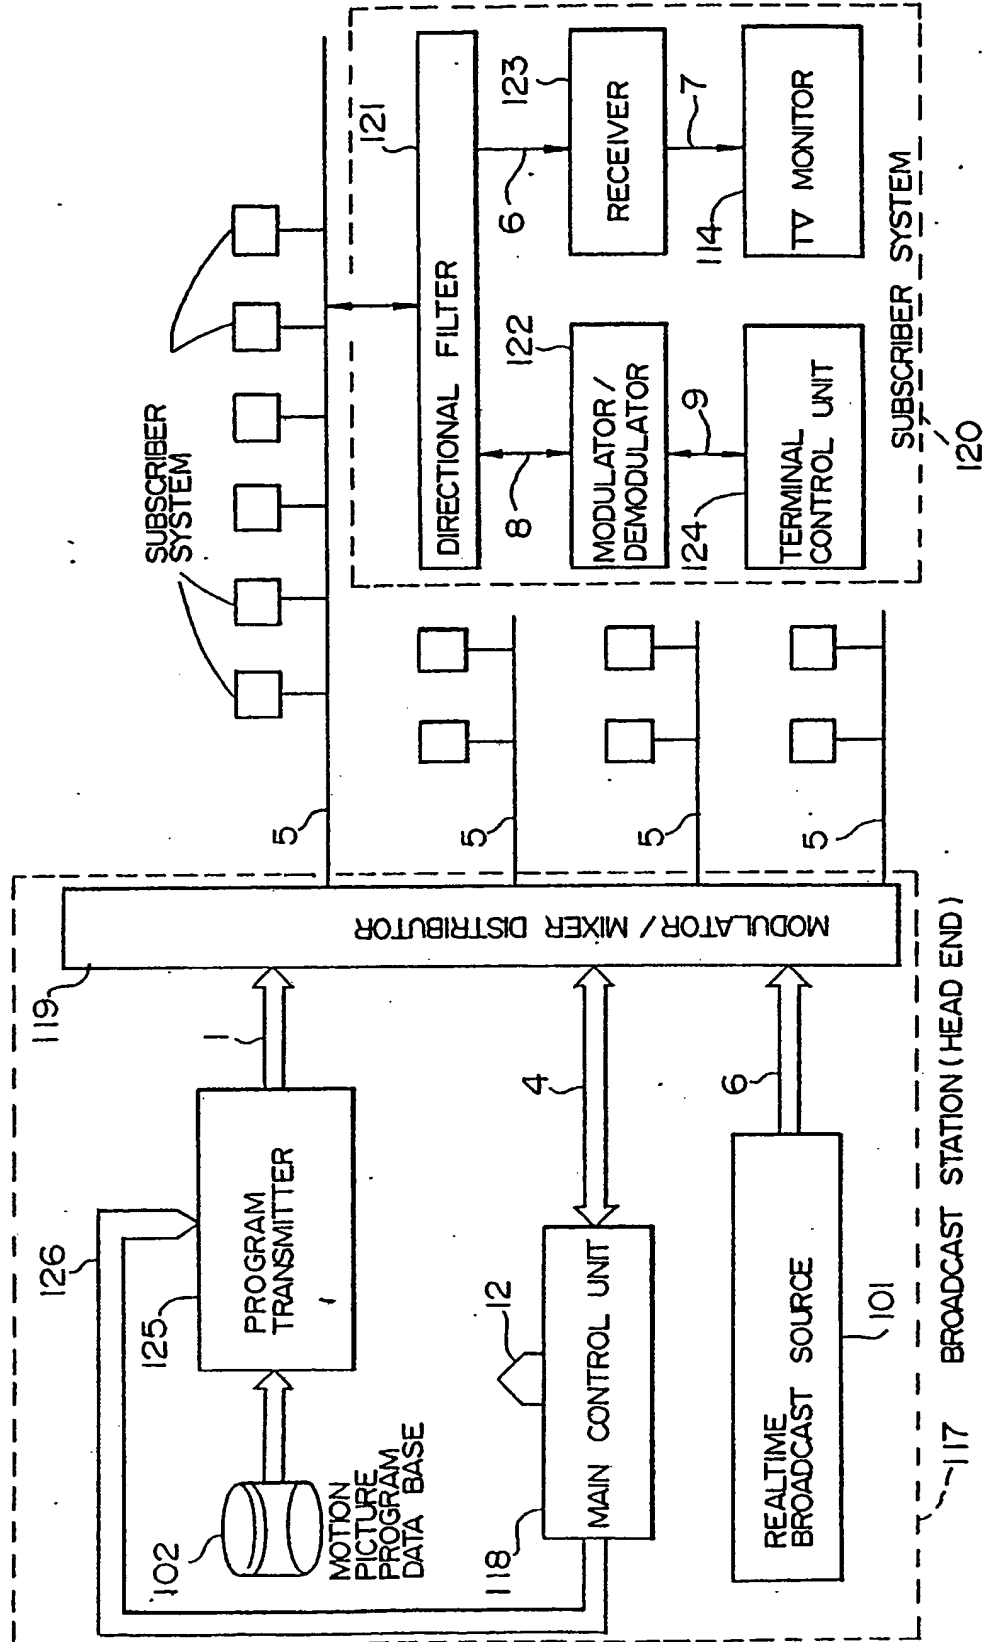 126
125
PROGRAM
TRANSMITTER
1
119
102
MOTION
PICTURE
PROGRAM
DATA BASE
12
118
MAIN CONTROL UNIT
4
REALTIME
BROADCAST SOURCE
101
6
MODULATOR/MIXER DISTRIBUTOR
117
BROADCAST STATION (HEAD END)
5
5
5
5
SUBSCRIBER
SYSTEM
121
DIRECTIONAL FILTER
8
6
122
MODULATOR/
DEMODULATOR
123
RECEIVER
9
7
124
TERMINAL
CONTROL UNIT
114
TV MONITOR
SUBSCRIBER SYSTEM
120